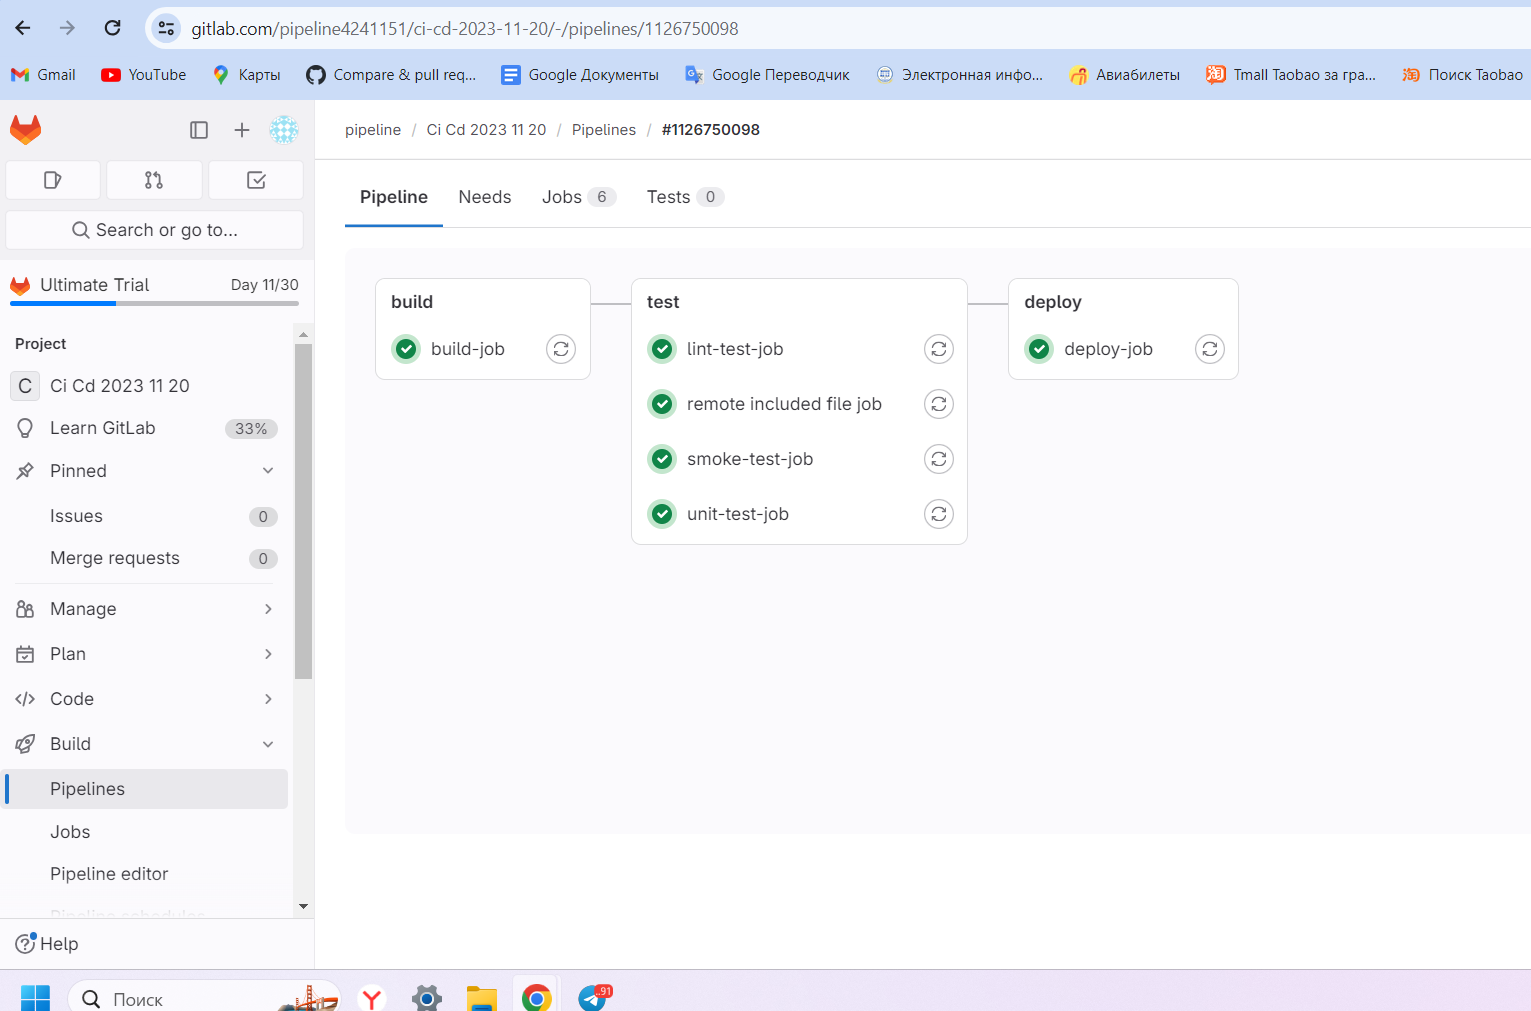 gitlab.com/pipeline4241151/ci-cd-2023-11-20/-/pipelines/1126750098
Gmail YouTube Карты Compare & pull req... Google Документы Google Переводчик Электронная инфо... Авиабилеты Tmall Taobao за гра... Поиск Taobao
pipeline / Ci Cd 2023 11 20 / Pipelines / #1126750098
Search or go to...
Ultimate Trial Day 11/30
Project
C Ci Cd 2023 11 20
Learn GitLab 33%
Pinned
Issues 0
Merge requests 0
Manage
Plan
Code
Build
Pipelines
Jobs
Pipeline editor
Pipeline schedules
Help
Pipeline Needs Jobs 6 Tests 0
build
build-job
test
lint-test-job
remote included file job
smoke-test-job
unit-test-job
deploy
deploy-job
Поиск
91